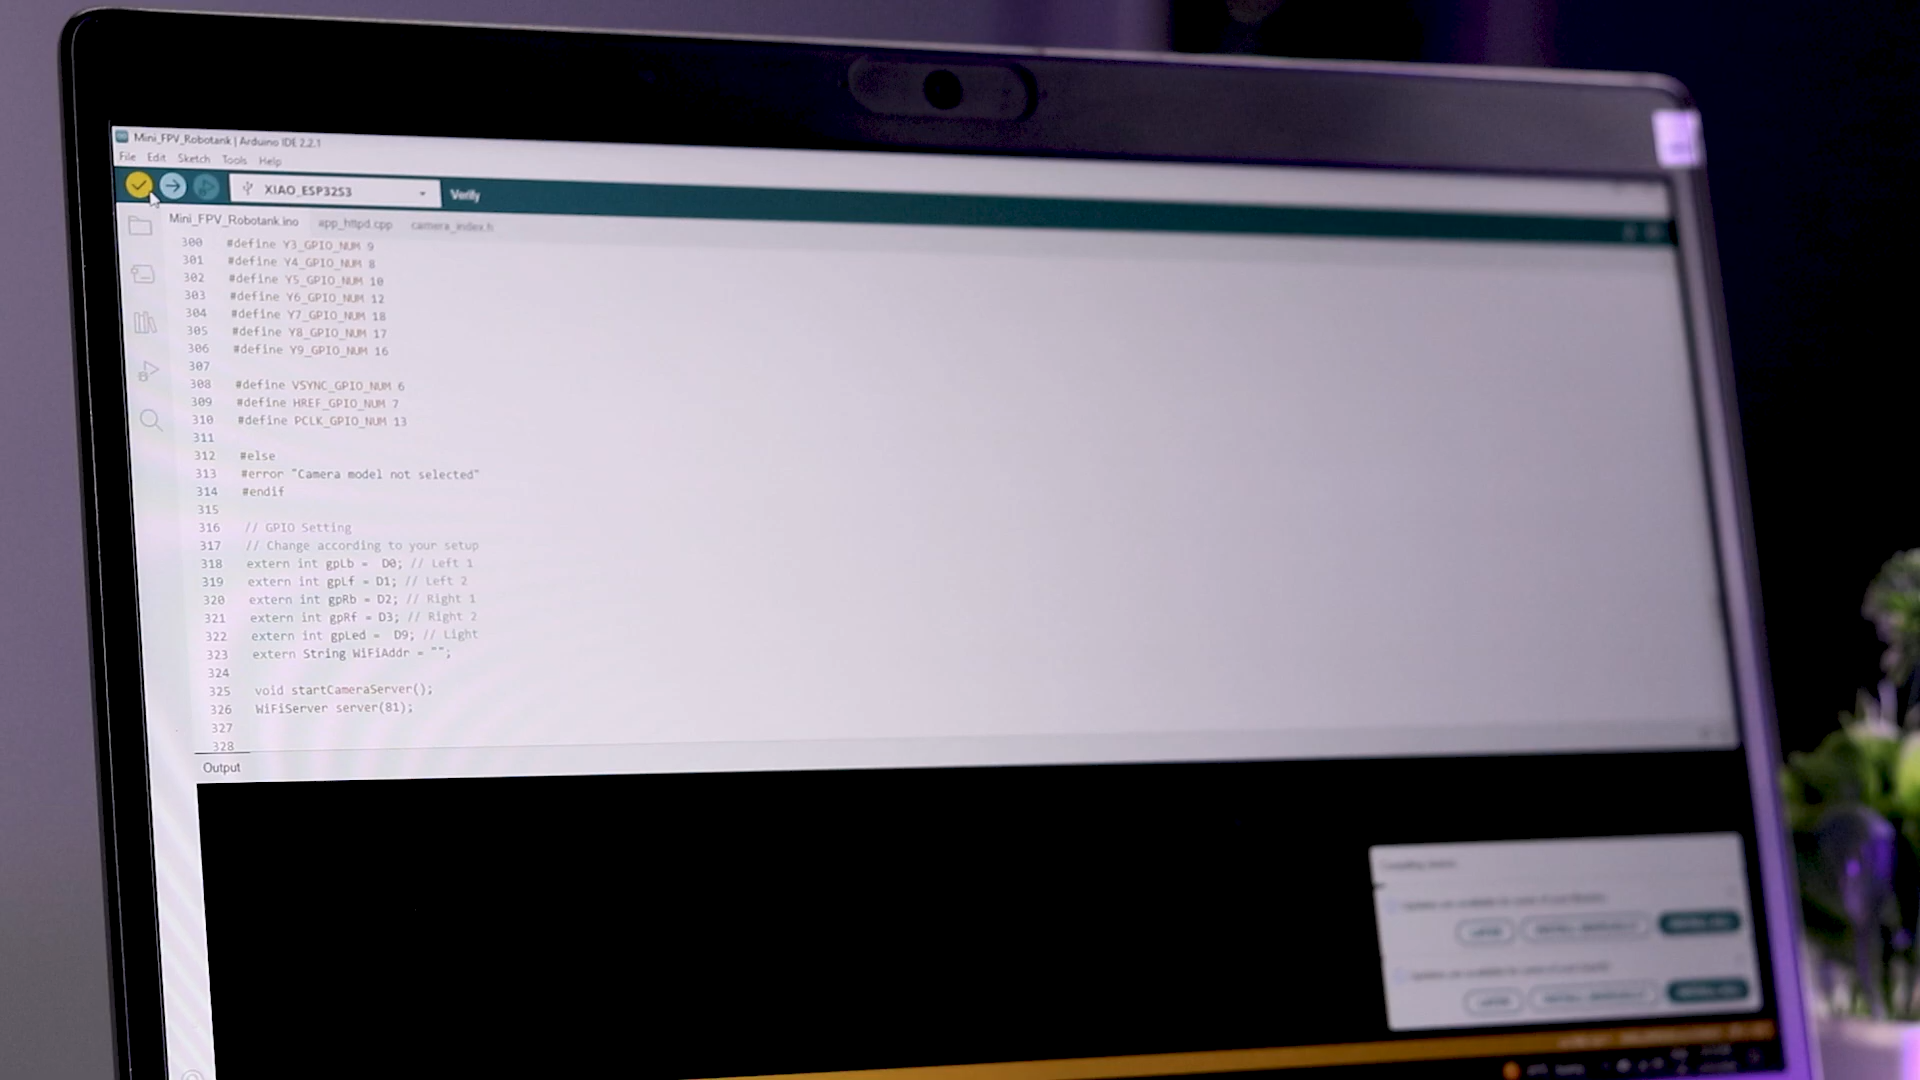 Mini_FPV_Robotank | Arduino IDE 2.2.1
File Edit Sketch Tools Help
XIAO_ESP32S3 Verify
Mini_FPV_Robotank.ino app_httpd.cpp camera_index.h
300 #define Y3_GPIO_NUM 9
301 #define Y4_GPIO_NUM 8
302 #define Y5_GPIO_NUM 10
303 #define Y6_GPIO_NUM 12
304 #define Y7_GPIO_NUM 18
305 #define Y8_GPIO_NUM 17
306 #define Y9_GPIO_NUM 16
307
308 #define VSYNC_GPIO_NUM 6
309 #define HREF_GPIO_NUM 7
310 #define PCLK_GPIO_NUM 13
311
312 #else
313 #error "Camera model not selected"
314 #endif
315
316 // GPIO Setting
317 // Change according to your setup
318 extern int gpLb = D0; // Left 1
319 extern int gpLf = D1; // Left 2
320 extern int gpRb = D2; // Right 1
321 extern int gpRf = D3; // Right 2
322 extern int gpLed = D9; // Light
323 extern String WiFiAddr = "";
324
325 void startCameraServer();
326 WiFiServer server(81);
327
328
Output